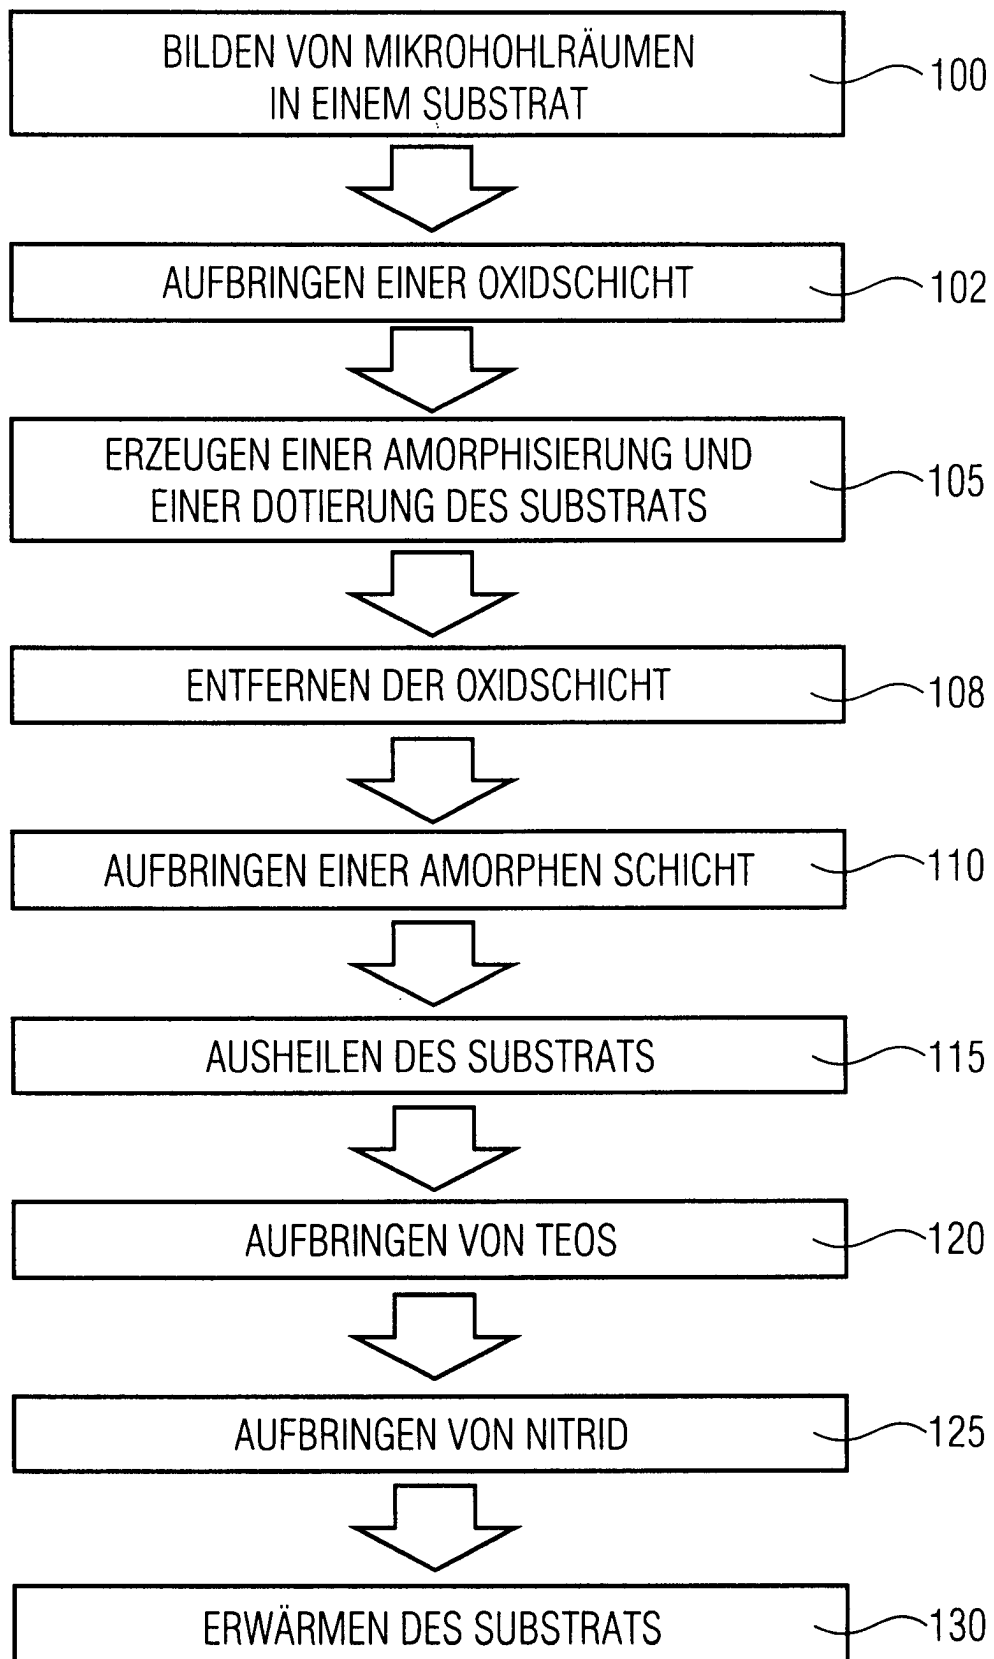 BILDEN VON MIKROHOHLRÄUMEN
IN EINEM SUBSTRAT
100
AUFBRINGEN EINER OXIDSCHICHT
102
ERZEUGEN EINER AMORPHISIERUNG UND
EINER DOTIERUNG DES SUBSTRATS
105
ENTFERNEN DER OXIDSCHICHT
108
AUFBRINGEN EINER AMORPHEN SCHICHT
110
AUSHEILEN DES SUBSTRATS
115
AUFBRINGEN VON TEOS
120
AUFBRINGEN VON NITRID
125
ERWÄRMEN DES SUBSTRATS
130